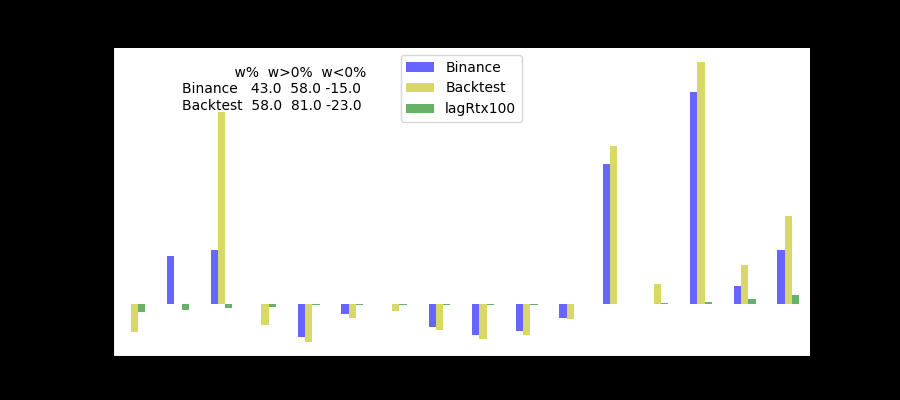 w% w>0% w<0%
Binance 43.0 58.0 -15.0
Backtest 58.0 81.0 -23.0
Binance
Backtest
lagRtx100